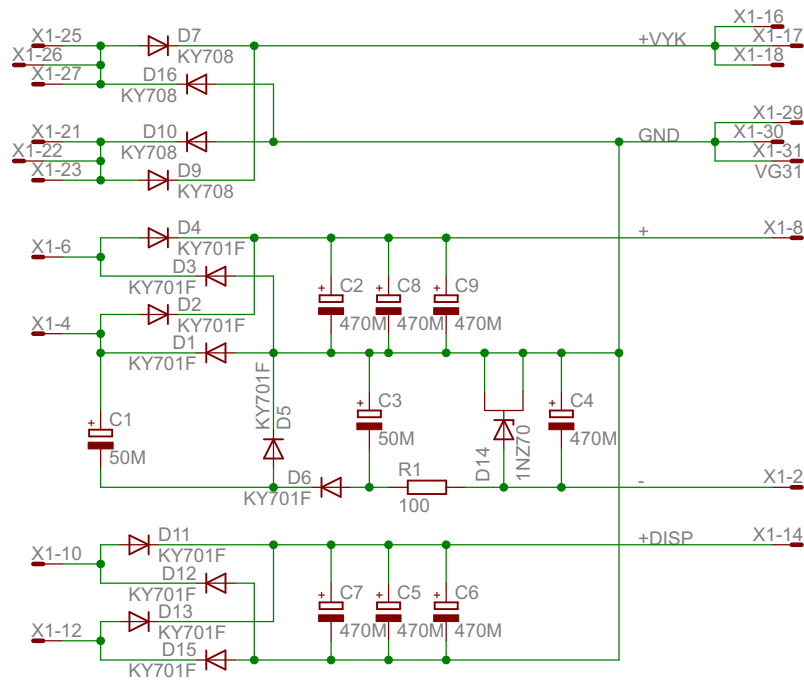 X1-25 D7 +VYK X1-16
X1-26 KY708 X1-17
X1-27 D16 X1-18
KY708
X1-21 D10 GND X1-29
X1-22 KY708 X1-30
X1-23 D9 X1-31
KY708 VG31
X1-6 D4 + X1-8
KY701F
D3
KY701F C2 C8 C9
D2 470M 470M 470M
X1-4 KY701F
D1
KY701F
C1 KY701F D5 C3 D14 1NZ70 C4
50M 50M 470M
D6 R1 - X1-2
KY701F 100
D11 +DISP X1-14
X1-10 KY701F
D12
KY701F C7 C5 C6
D13 470M 470M 470M
X1-12 KY701F
D15
KY701F